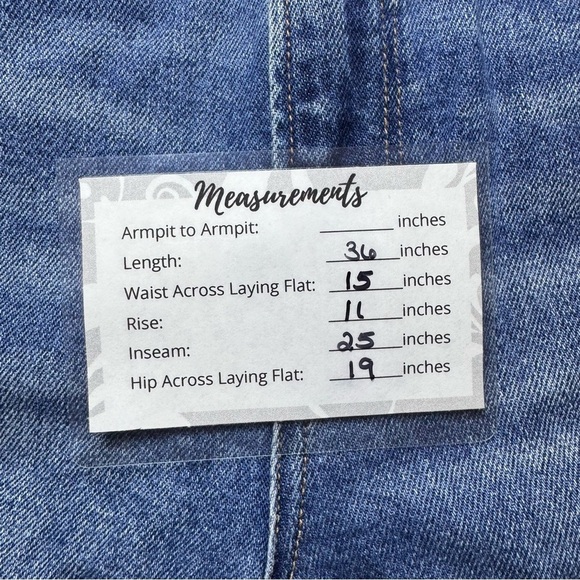 Measurements
Armpit to Armpit: ______ inches
Length: 36 inches
Waist Across Laying Flat: 15 inches
Rise: 11 inches
Inseam: 25 inches
Hip Across Laying Flat: 19 inches